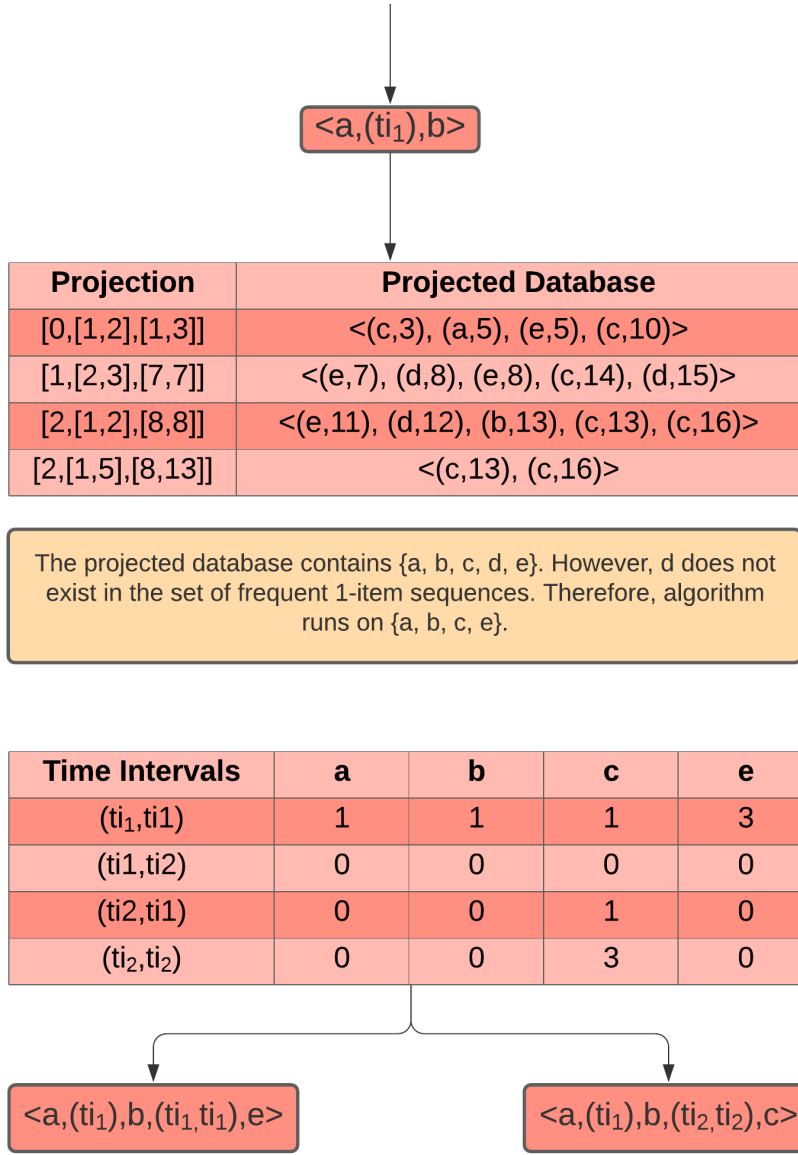 <a,(ti₁),b>
Projection Projected Database
[0,[1,2],[1,3]] <(c,3), (a,5), (e,5), (c,10)>
[1,[2,3],[7,7]] <(e,7), (d,8), (e,8), (c,14), (d,15)>
[2,[1,2],[8,8]] <(e,11), (d,12), (b,13), (c,13), (c,16)>
[2,[1,5],[8,13]] <(c,13), (c,16)>
The projected database contains {a, b, c, d, e}. However, d does not
exist in the set of frequent 1-item sequences. Therefore, algorithm
runs on {a, b, c, e}.
Time Intervals a b c e
(ti₁,ti1) 1 1 1 3
(ti1,ti2) 0 0 0 0
(ti2,ti1) 0 0 1 0
(ti₂,ti₂) 0 0 3 0
<a,(ti₁),b,(ti₁,ti₁),e> <a,(ti₁),b,(ti₂,ti₂),c>